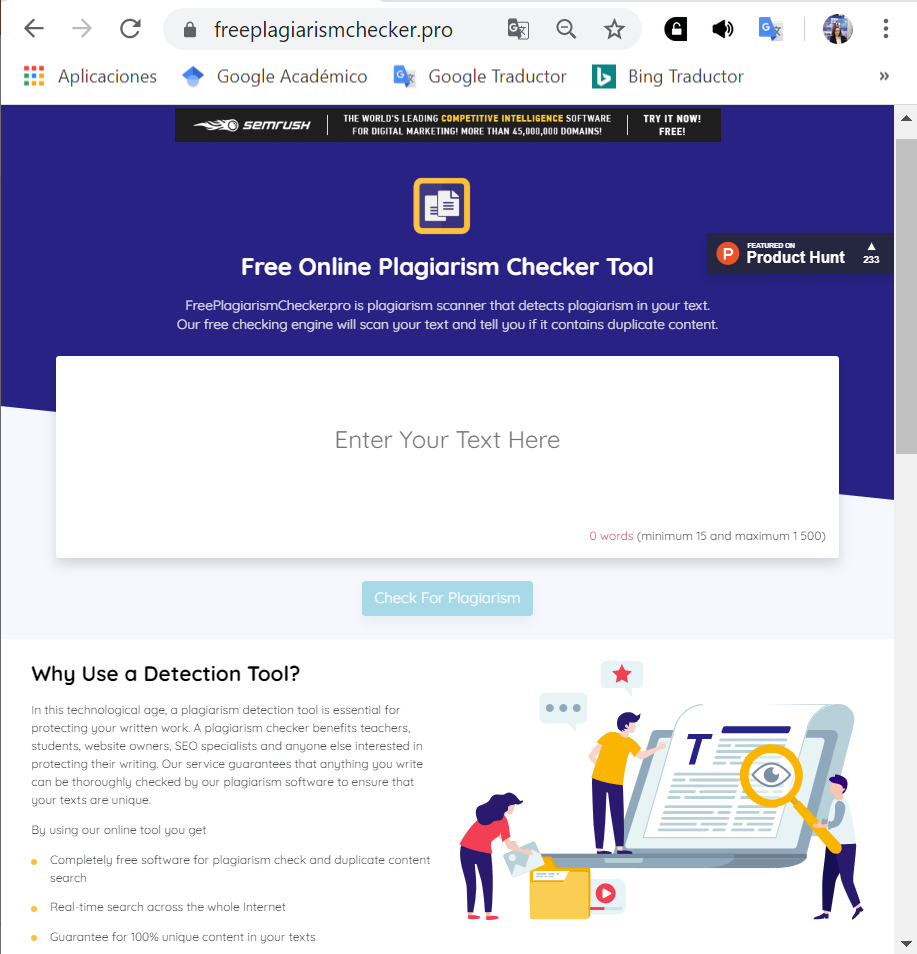 freeplagiarismchecker.pro
Aplicaciones Google Académico Google Traductor Bing Traductor »
SEMRUSH
THE WORLD'S LEADING COMPETITIVE INTELLIGENCE SOFTWARE
FOR DIGITAL MARKETING! MORE THAN 45,000,000 DOMAINS!
TRY IT NOW!
FREE!
FEATURED ON
Product Hunt
233
Free Online Plagiarism Checker Tool
FreePlagiarismChecker.pro is plagiarism scanner that detects plagiarism in your text.
Our free checking engine will scan your text and tell you if it contains duplicate content.
Enter Your Text Here
0 words (minimum 15 and maximum 1 500)
Check For Plagiarism
Why Use a Detection Tool?
In this technological age, a plagiarism detection tool is essential for
protecting your written work. A plagiarism checker benefits teachers,
students, website owners, SEO specialists and anyone else interested in
protecting their writing. Our service guarantees that anything you write
can be thoroughly checked by our plagiarism software to ensure that
your texts are unique.
By using our online tool you get
Completely free software for plagiarism check and duplicate content
search
Real-time search across the whole Internet
Guarantee for 100% unique content in your texts
T